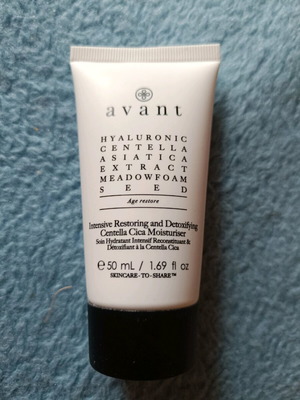 avant
HYALURONIC
CENTELLA
ASIATICA
EXTRACT
MEADOWFOAM
SEED
Age restore
Intensive Restoring and Detoxifying
Centella Cica Moisturiser
Soin Hydratant Intensif Reconstituant &
Détoxifiant à la Centella Cica
℮ 50 mL / 1.69 fl oz
SKINCARE-TO-SHARE™